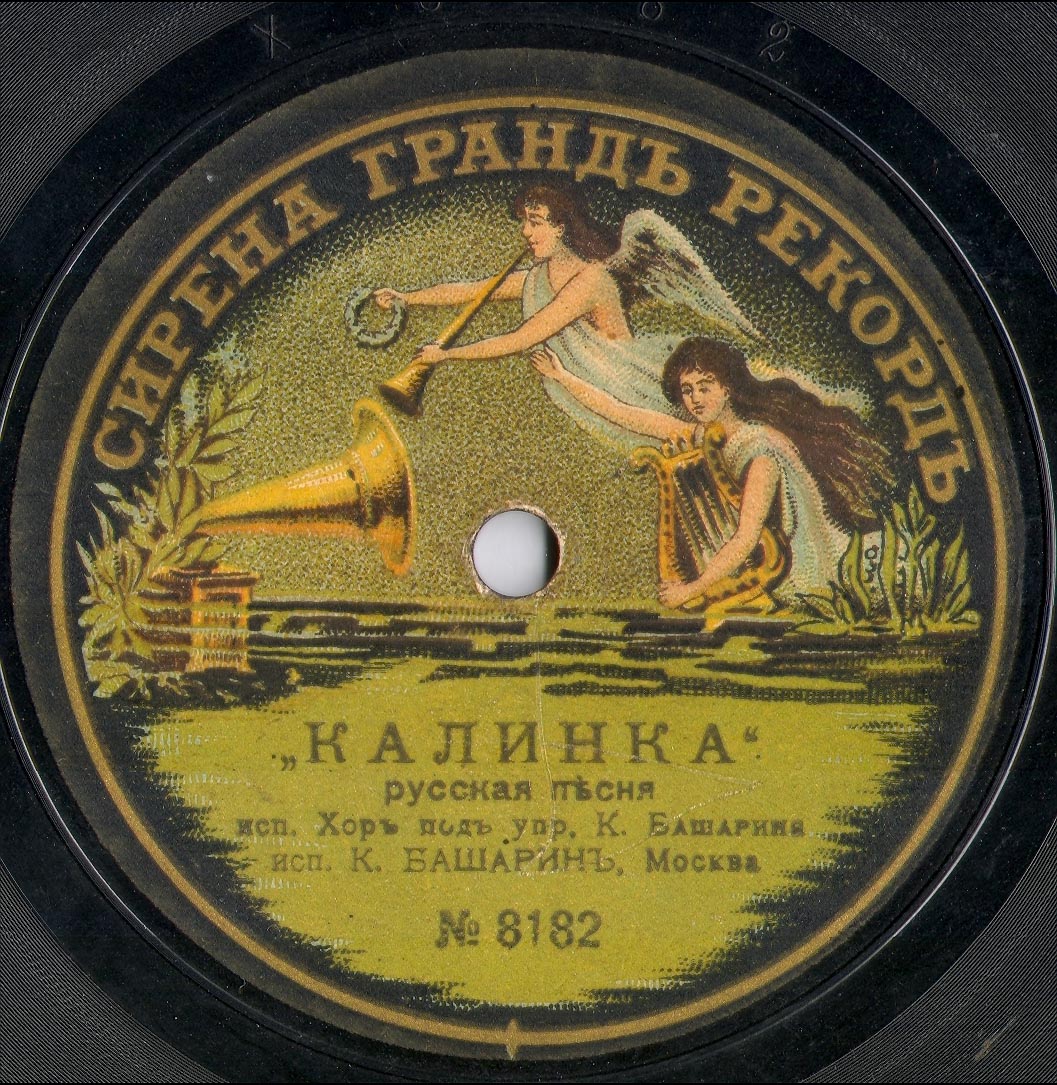 СИРЕНА ГРАНДЪ РЕКОРДЪ
„КАЛИНКА“
русская пѣсня
исп. Хоръ подъ упр. К. Башарина
исп. К. БАШАРИНЪ, Москва
№ 8182